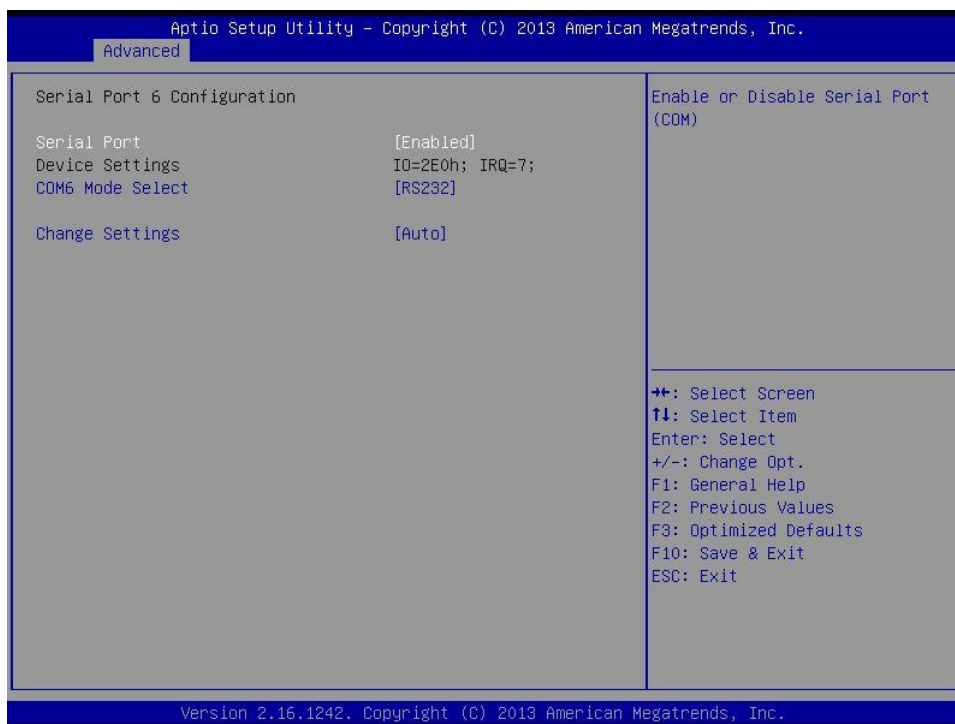 Aptio Setup Utility – Copyright (C) 2013 American Megatrends, Inc.
Advanced
Serial Port 6 Configuration
Serial Port [Enabled]
Device Settings IO=2E0h; IRQ=7;
COM6 Mode Select [RS232]
Change Settings [Auto]
Enable or Disable Serial Port
(COM)
→←: Select Screen
↑↓: Select Item
Enter: Select
+/-: Change Opt.
F1: General Help
F2: Previous Values
F3: Optimized Defaults
F10: Save & Exit
ESC: Exit
Version 2.16.1242. Copyright (C) 2013 American Megatrends, Inc.